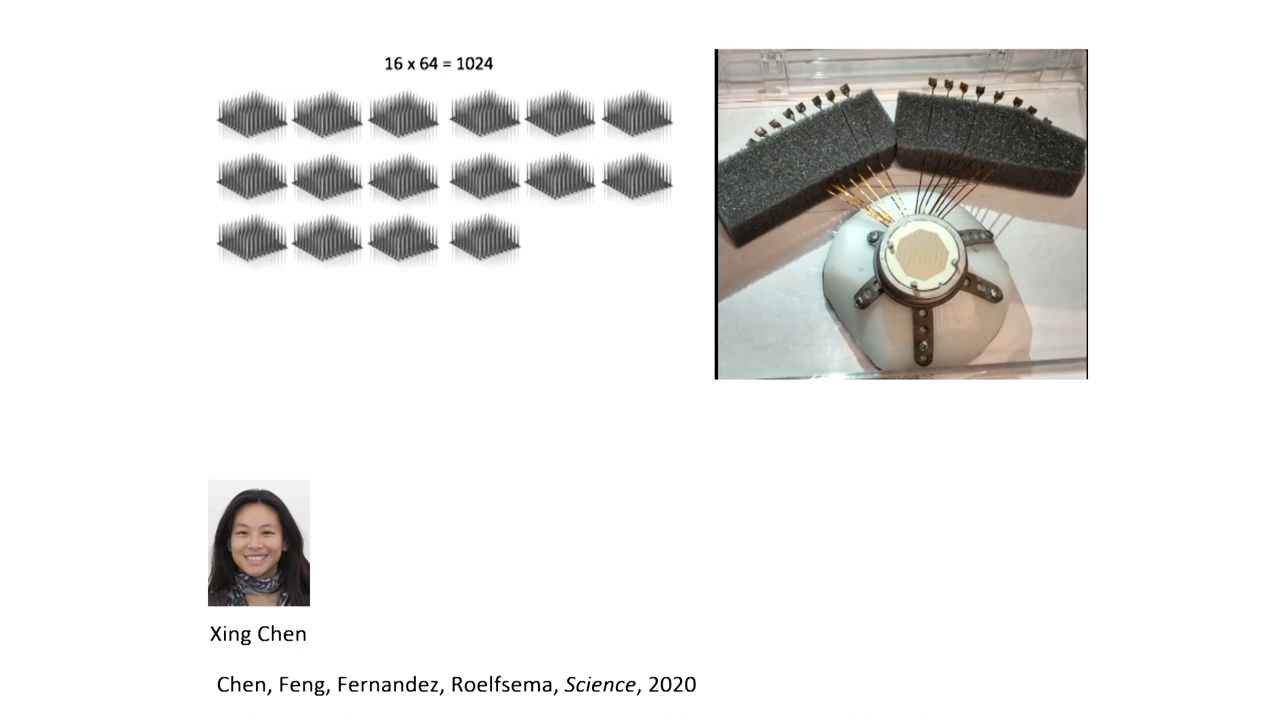 16 x 64 = 1024
Xing Chen
Chen, Feng, Fernandez, Roelfsema, Science, 2020